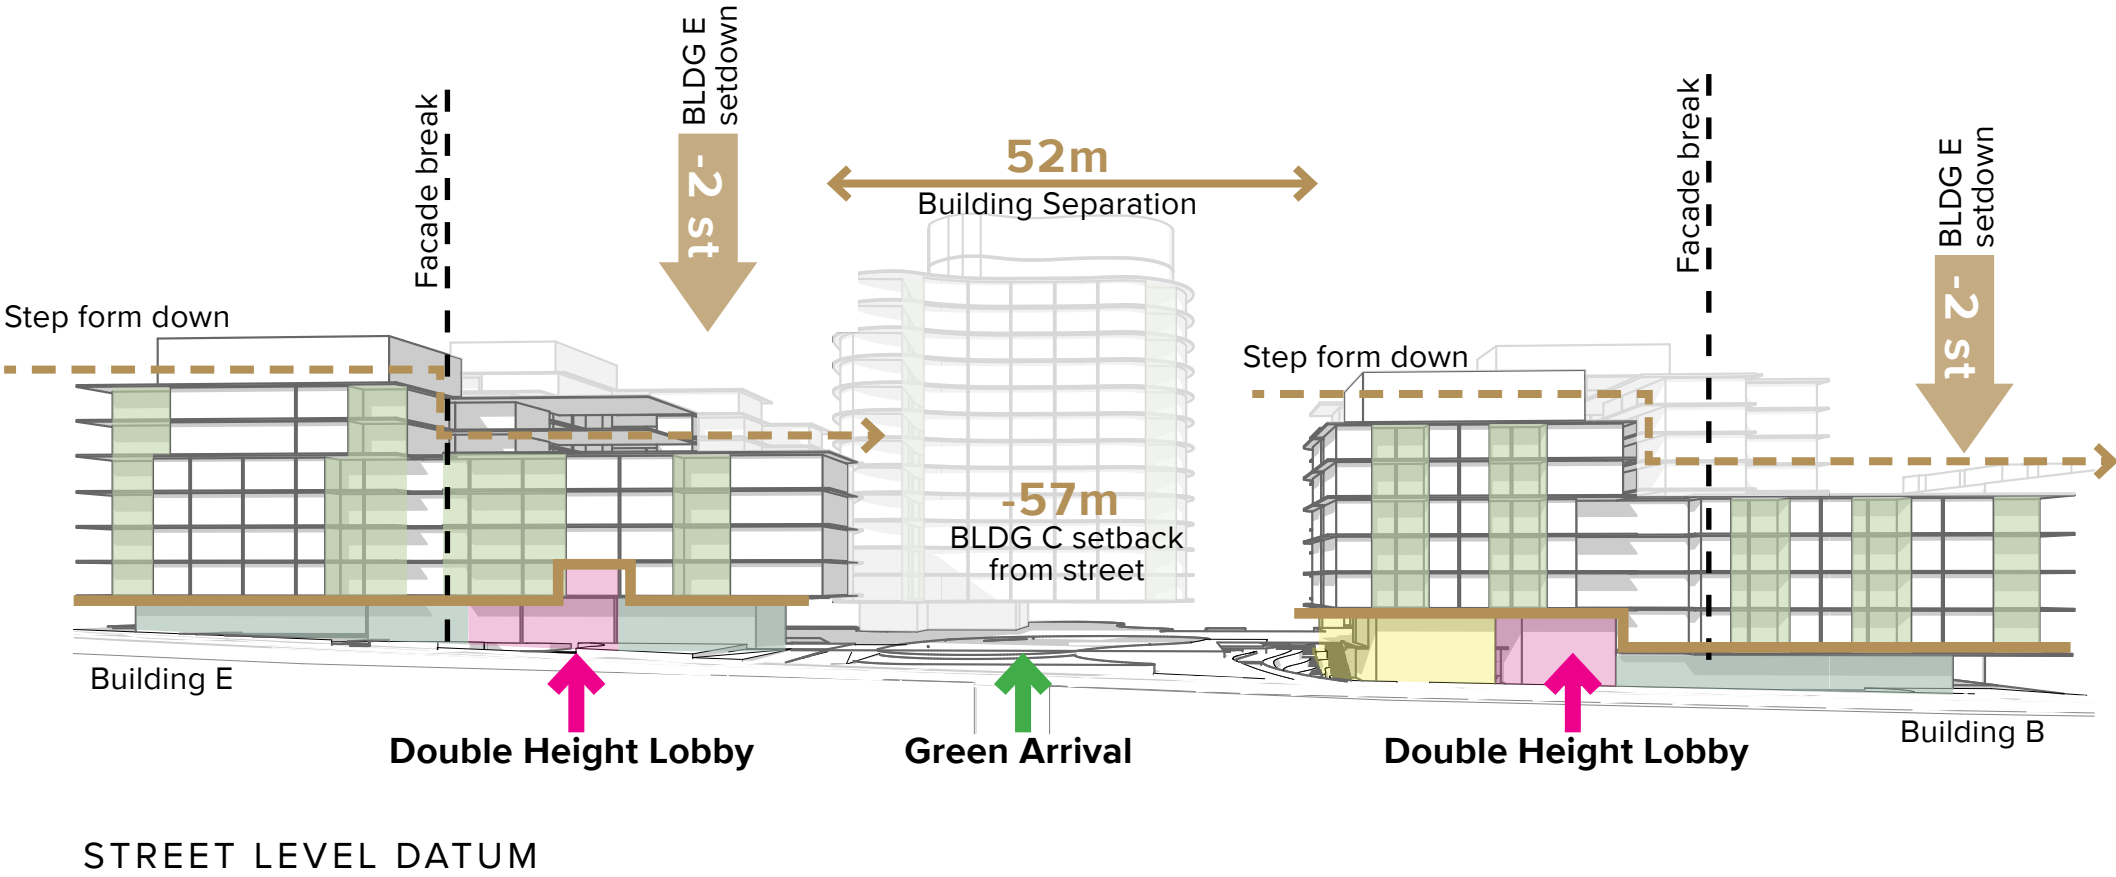 BLDG E
setdown
-2 st
Facade break
52m
Building Separation
Facade break
BLDG E
setdown
-2 st
Step form down
Step form down
-57m
BLDG C setback
from street
Building E
Building B
Double Height Lobby
Green Arrival
Double Height Lobby
STREET LEVEL DATUM